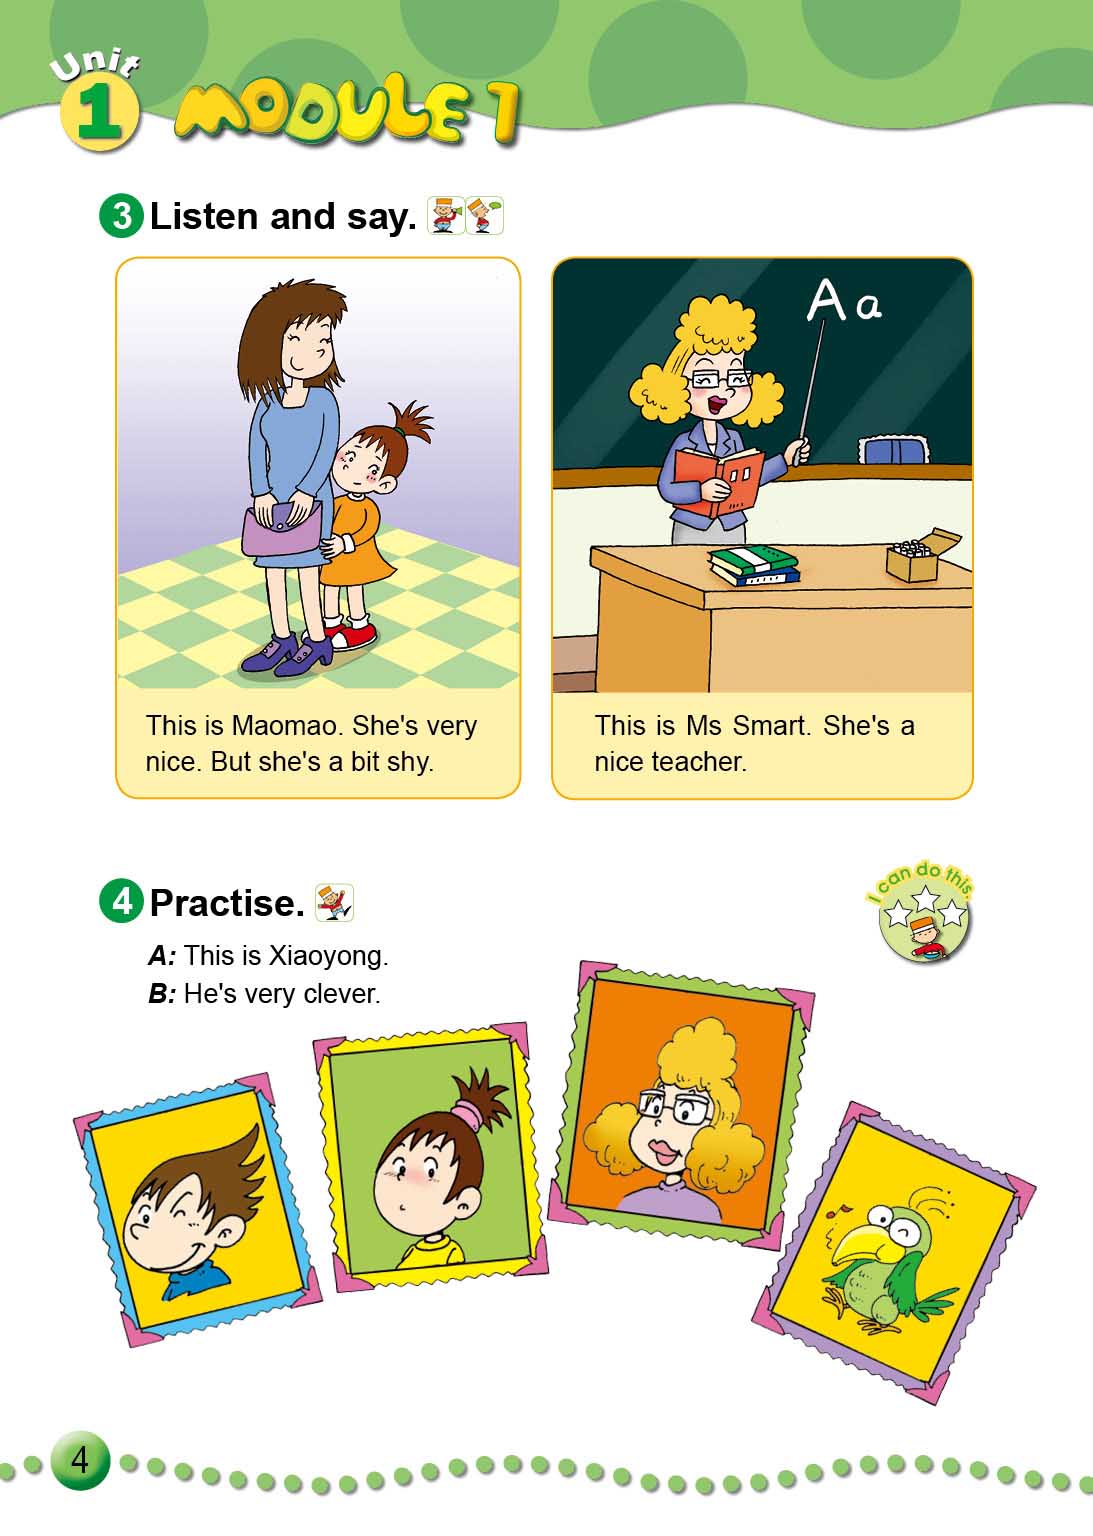 Unit
1 MODULE 1
3 Listen and say.
A a
This is Maomao. She's very
nice. But she's a bit shy.
This is Ms Smart. She's a
nice teacher.
4 Practise.
I can do this.
A: This is Xiaoyong.
B: He's very clever.
4